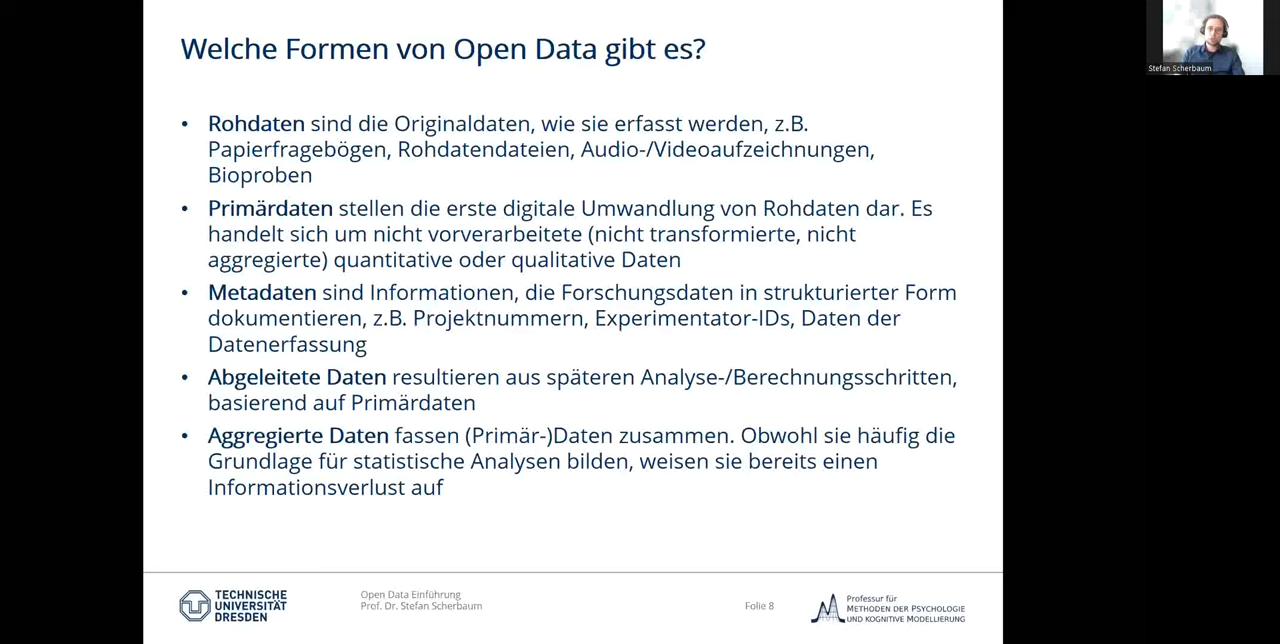 Welche Formen von Open Data gibt es?
• Rohdaten sind die Originaldaten, wie sie erfasst werden, z.B.
Papierfragebögen, Rohdatendateien, Audio-/Videoaufzeichnungen,
Bioproben
• Primärdaten stellen die erste digitale Umwandlung von Rohdaten dar. Es
handelt sich um nicht vorverarbeitete (nicht transformierte, nicht
aggregierte) quantitative oder qualitative Daten
• Metadaten sind Informationen, die Forschungsdaten in strukturierter Form
dokumentieren, z.B. Projektnummern, Experimentator-IDs, Daten der
Datenerfassung
• Abgeleitete Daten resultieren aus späteren Analyse-/Berechnungsschritten,
basierend auf Primärdaten
• Aggregierte Daten fassen (Primär-)Daten zusammen. Obwohl sie häufig die
Grundlage für statistische Analysen bilden, weisen sie bereits einen
Informationsverlust auf
TECHNISCHE
UNIVERSITÄT
DRESDEN
Open Data Einführung
Prof. Dr. Stefan Scherbaum
Folie 8
Professur für
METHODEN DER PSYCHOLOGIE
UND KOGNITIVE MODELLIERUNG
Stefan Scherbaum